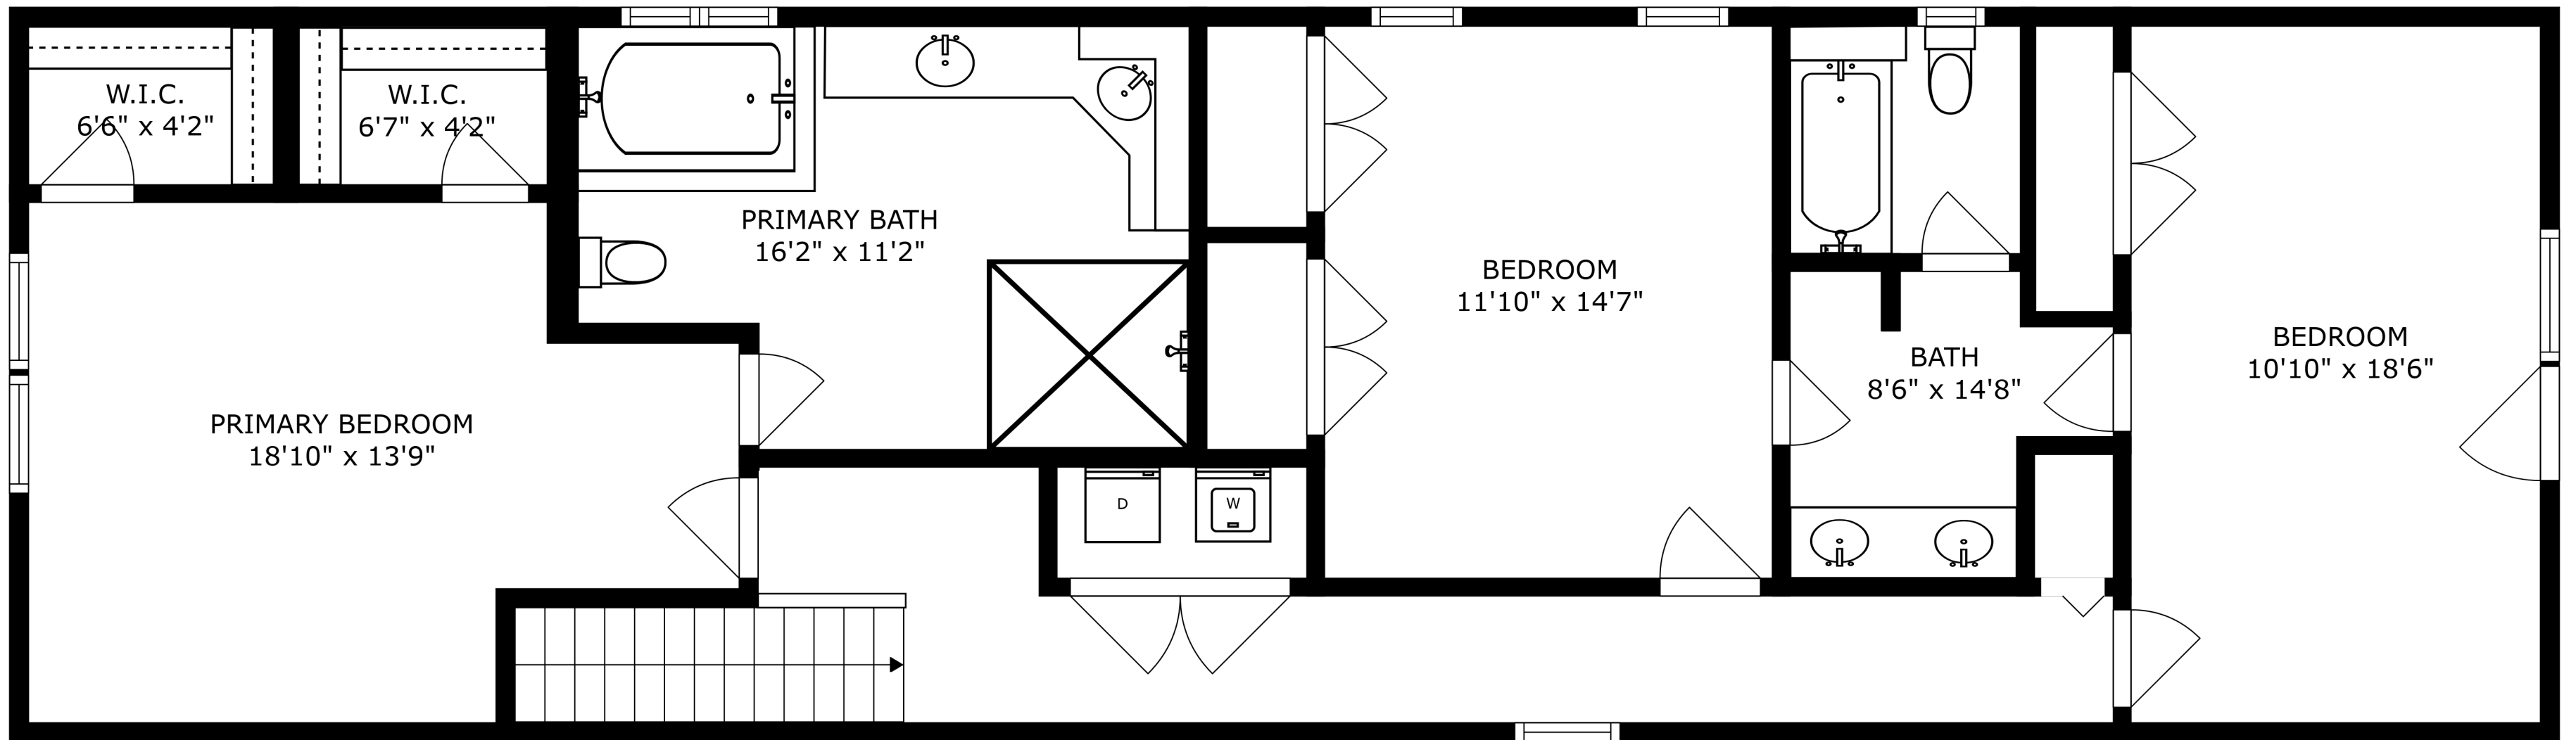 W.I.C.
6'6" x 4'2"
W.I.C.
6'7" x 4'2"
PRIMARY BATH
16'2" x 11'2"
BEDROOM
11'10" x 14'7"
BATH
8'6" x 14'8"
BEDROOM
10'10" x 18'6"
PRIMARY BEDROOM
18'10" x 13'9"
D
W